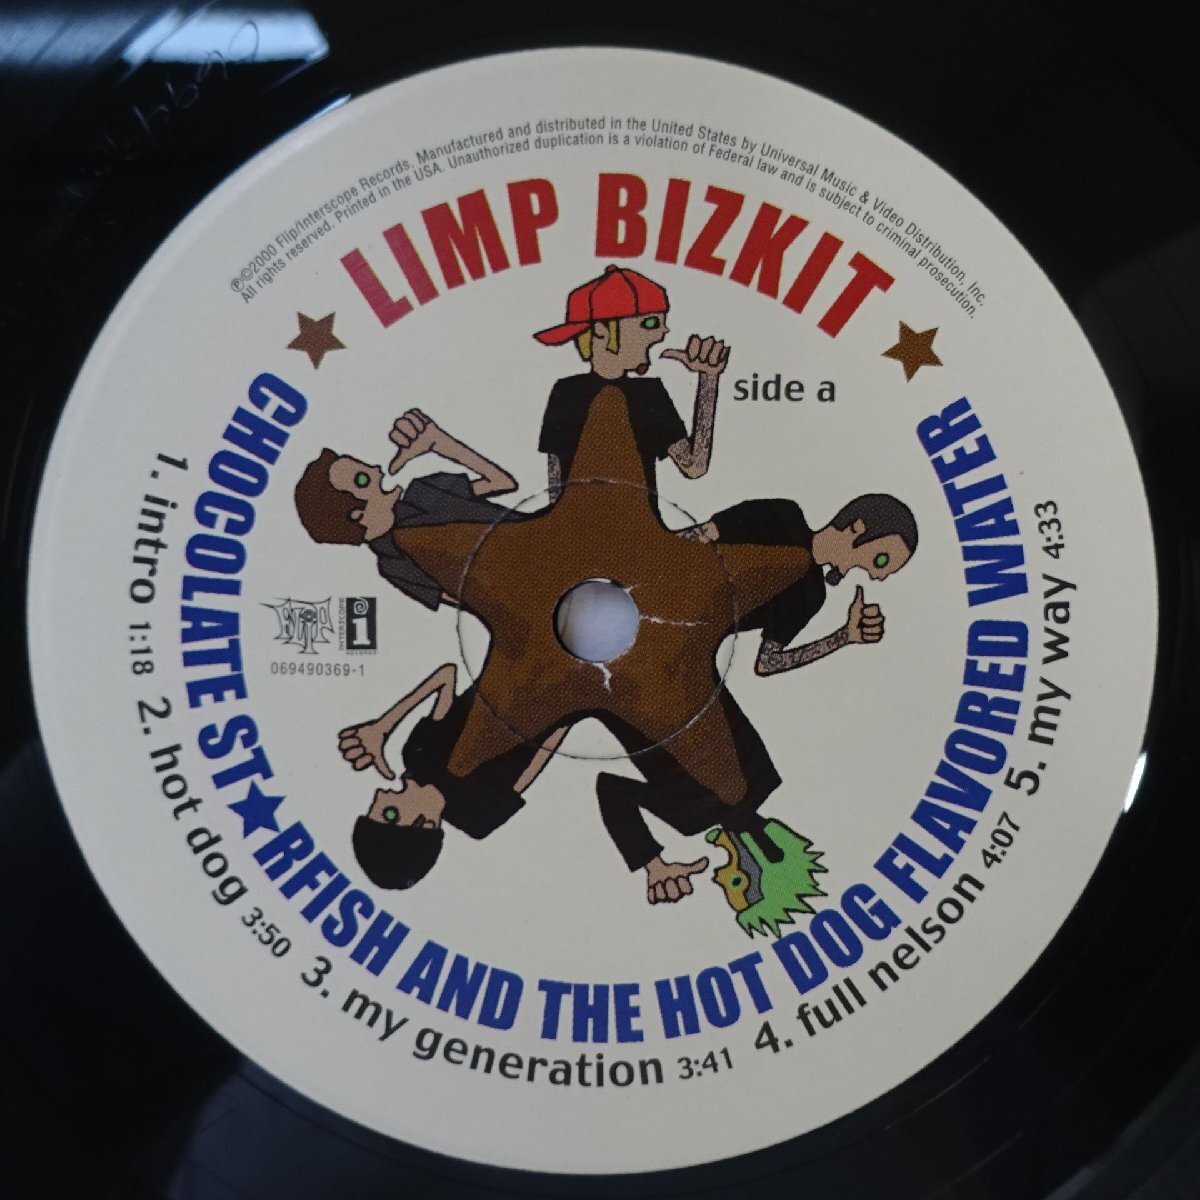 ℗©2000 Flip/Interscope Records. Manufactured and distributed in the United States by Universal Music & Video Distribution, Inc.
All rights reserved. Printed in the USA. Unauthorized duplication is a violation of Federal law and is subject to criminal prosecution.
LIMP BIZKIT
side a
CHOCOLATE ST★RFISH AND THE HOT DOG FLAVORED WATER
INTERSCOPE
RECORDS
069490369-1
1. intro 1:18 2. hot dog 3:50 3. my generation 3:41 4. full nelson 4:07 5. my way 4:33